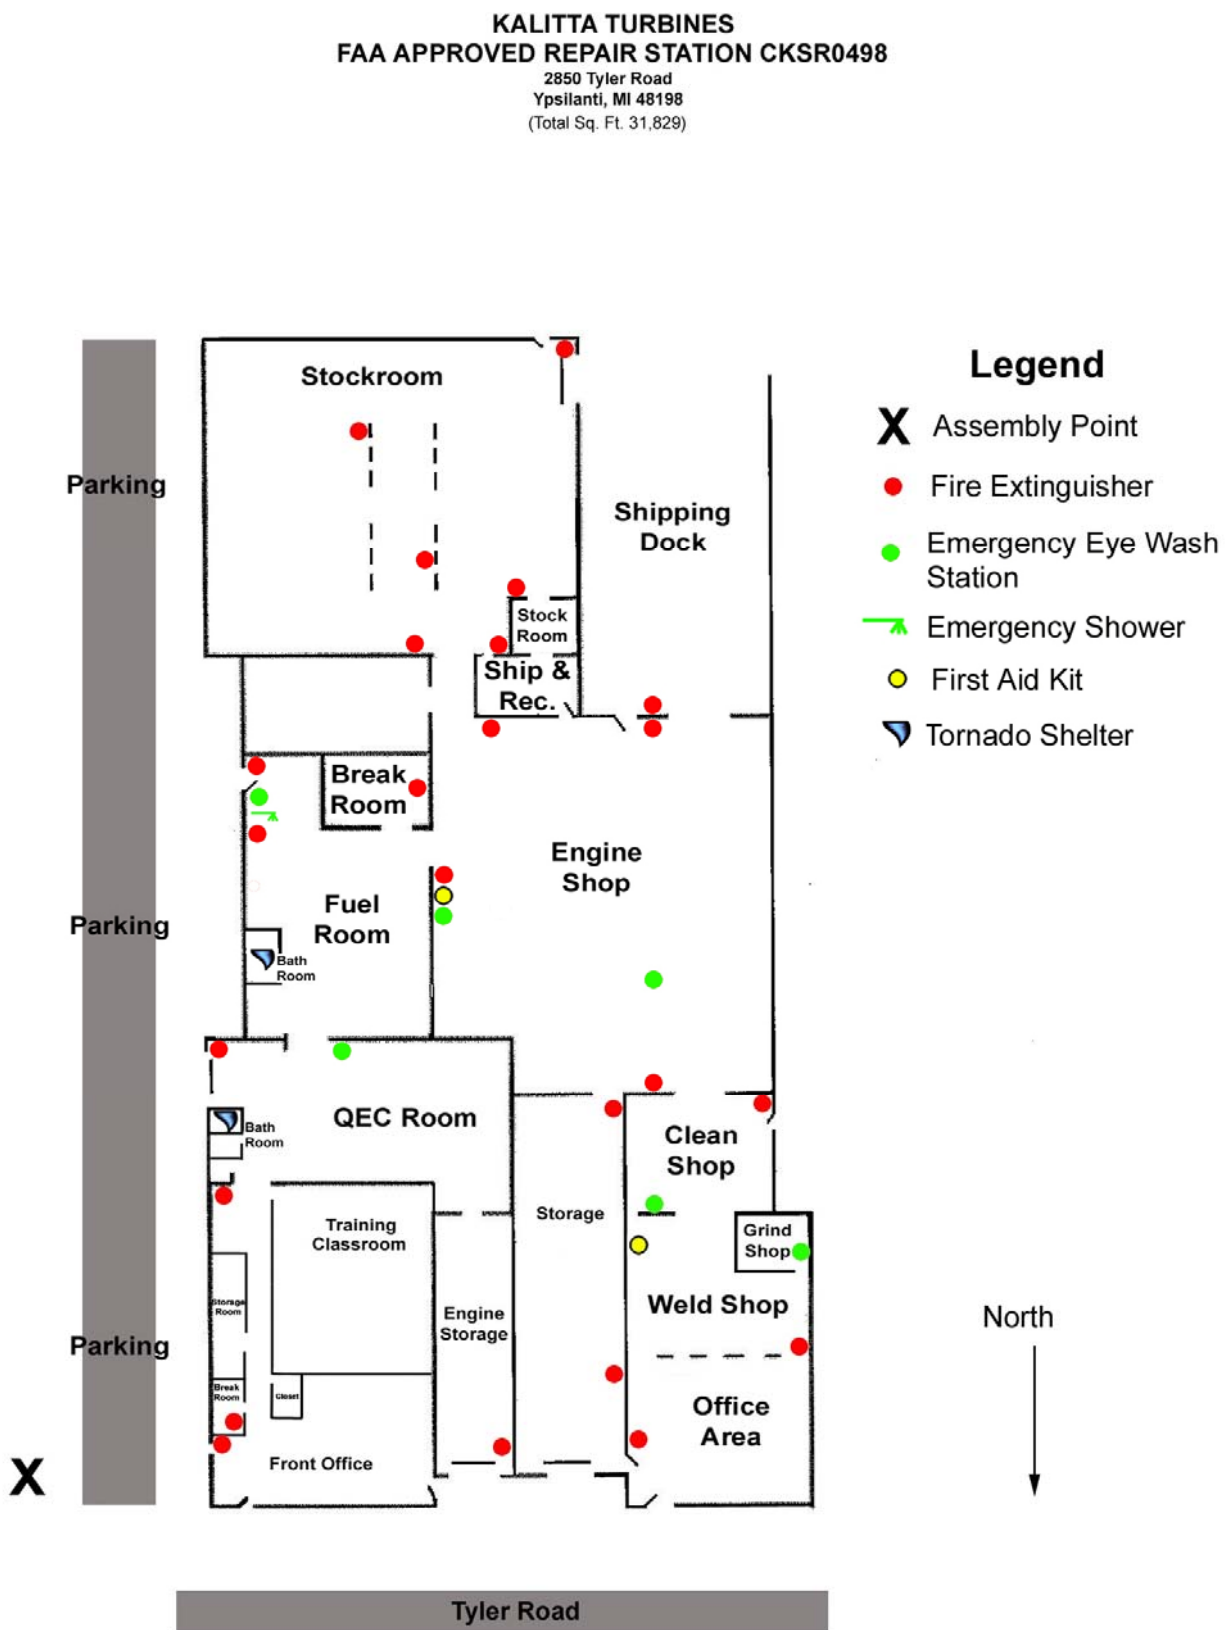 KALITTA TURBINES
FAA APPROVED REPAIR STATION CKSR0498
2850 Tyler Road
Ypsilanti, MI 48198
(Total Sq. Ft. 31,829)
Stockroom
Parking
Shipping
Dock
Stock
Room
Ship &
Rec.
Legend
X Assembly Point
Fire Extinguisher
Emergency Eye Wash
Station
Emergency Shower
First Aid Kit
Tornado Shelter
Break
Room
Engine
Shop
Fuel
Room
Parking
Bath
Room
QEC Room
Bath
Room
Clean
Shop
Training
Classroom
Storage
Grind
Shop
Storage
Room
Engine
Storage
Weld Shop
Parking
Break
Room
Closet
Office
Area
Front Office
X
North
Tyler Road